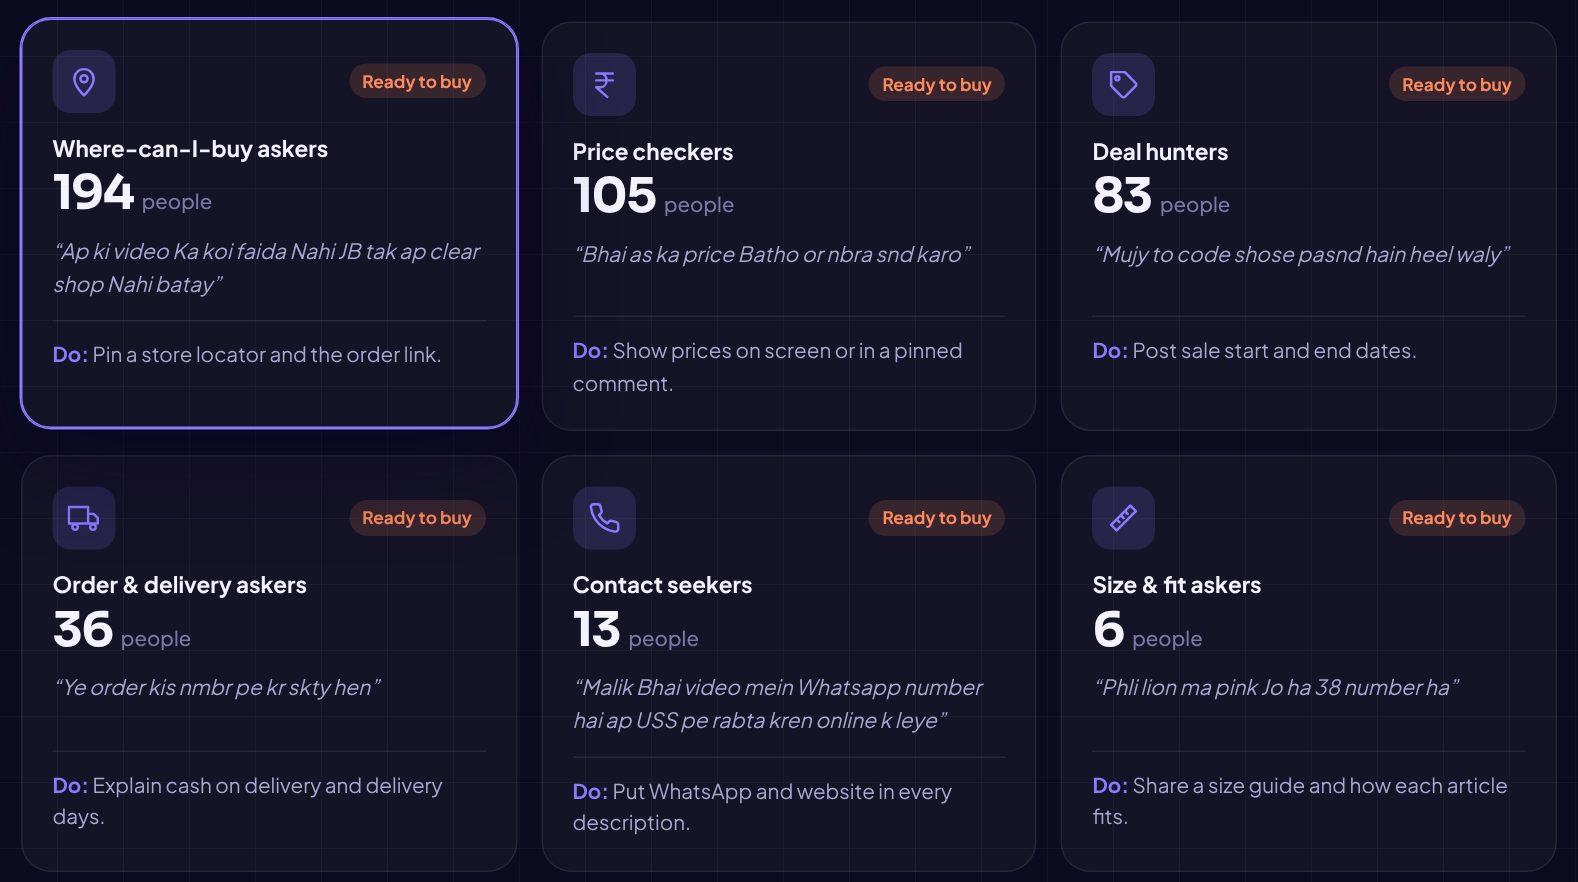 Ready to buy
Where-can-I-buy askers
194 people
“Ap ki video Ka koi faida Nahi JB tak ap clear
shop Nahi batay”
Do: Pin a store locator and the order link.
Ready to buy
Price checkers
105 people
“Bhai as ka price Batho or nbra snd karo”
Do: Show prices on screen or in a pinned
comment.
Ready to buy
Deal hunters
83 people
“Mujy to code shose pasnd hain heel waly”
Do: Post sale start and end dates.
Ready to buy
Order & delivery askers
36 people
“Ye order kis nmbr pe kr skty hen”
Do: Explain cash on delivery and delivery
days.
Ready to buy
Contact seekers
13 people
“Malik Bhai video mein Whatsapp number
hai ap USS pe rabta kren online k leye”
Do: Put WhatsApp and website in every
description.
Ready to buy
Size & fit askers
6 people
“Phli lion ma pink Jo ha 38 number ha”
Do: Share a size guide and how each article
fits.